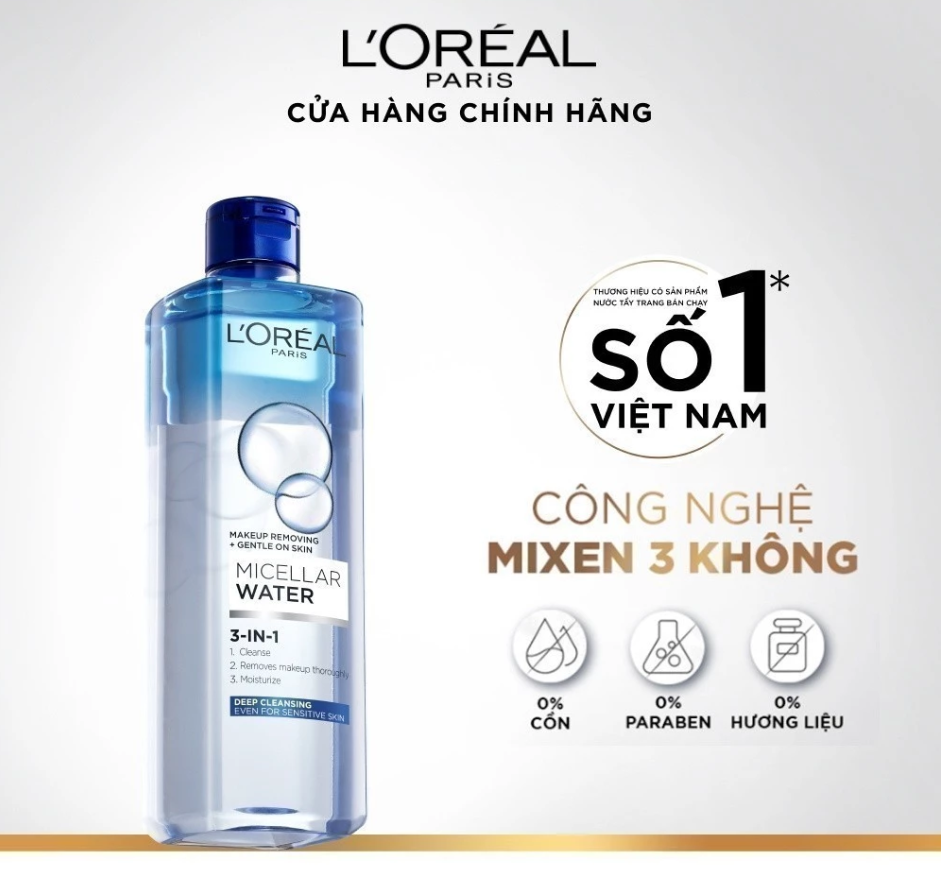 L'ORÉAL
PARiS
CỬA HÀNG CHÍNH HÃNG
L'ORÉAL
PARiS
MAKEUP REMOVING
+ GENTLE ON SKIN
MICELLAR
WATER
3-IN-1
1. Cleanse
2. Removes makeup thoroughly
3. Moisturize
DEEP CLEANSING
EVEN FOR SENSITIVE SKIN
THƯƠNG HIỆU CÓ SẢN PHẨM
NƯỚC TẨY TRANG BÁN CHẠY
SỐ 1*
VIỆT NAM
CÔNG NGHỆ
MIXEN 3 KHÔNG
0%
CỒN
0%
PARABEN
0%
HƯƠNG LIỆU